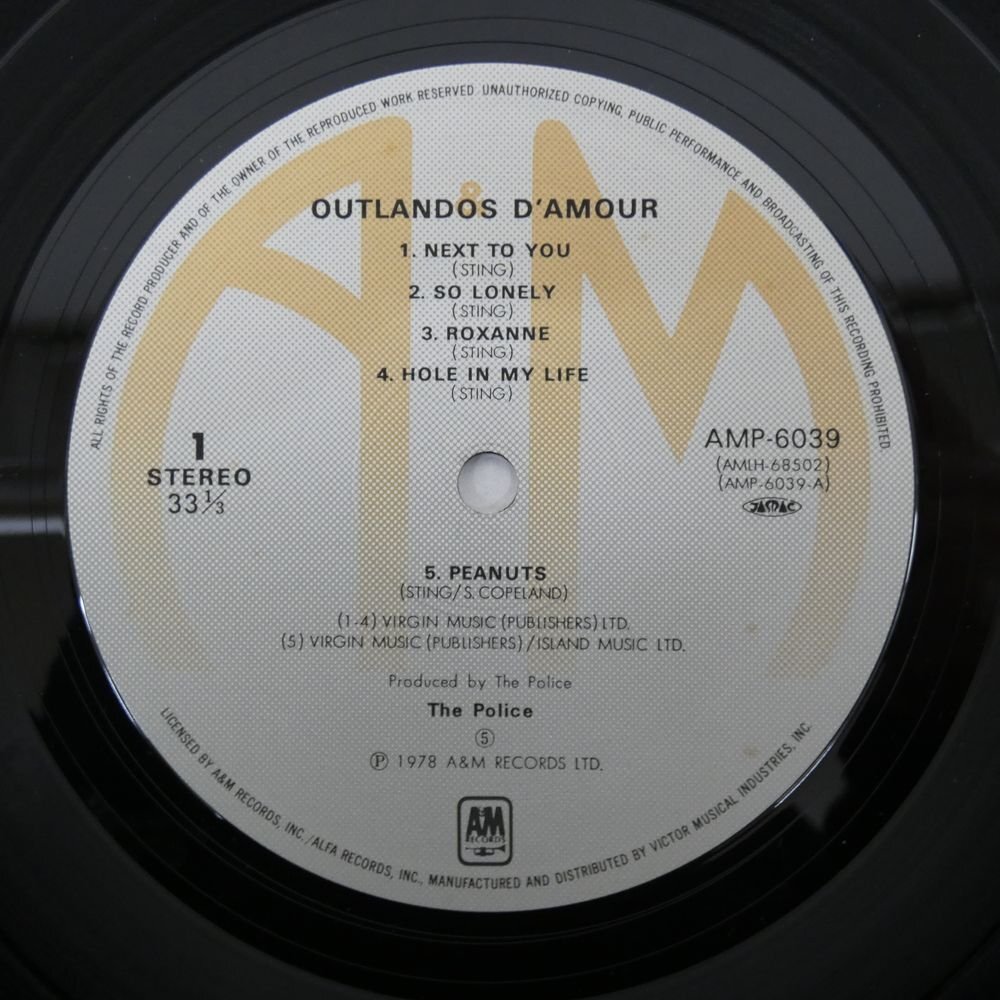 ALL RIGHTS OF THE RECORD PRODUCER AND OF THE OWNER OF THE REPRODUCED WORK RESERVED UNAUTHORIZED COPYING, PUBLIC PERFORMANCE AND BROADCASTING OF THIS RECORDING PROHIBITED
OUTLANDOS D'AMOUR
1. NEXT TO YOU
(STING)
2. SO LONELY
(STING)
3. ROXANNE
(STING)
4. HOLE IN MY LIFE
(STING)
1
STEREO
33 1/3
AMP-6039
(AMLH-68502)
(AMP-6039-A)
JASRAC
5. PEANUTS
(STING/S. COPELAND)
(1-4) VIRGIN MUSIC (PUBLISHERS) LTD.
(5) VIRGIN MUSIC (PUBLISHERS) / ISLAND MUSIC LTD.
Produced by The Police
The Police
⑤
Ⓟ 1978 A&M RECORDS LTD.
A&M
RECORDS
LICENSED BY A&M RECORDS, INC./ALFA RECORDS, INC., MANUFACTURED AND DISTRIBUTED BY VICTOR MUSICAL INDUSTRIES, INC.